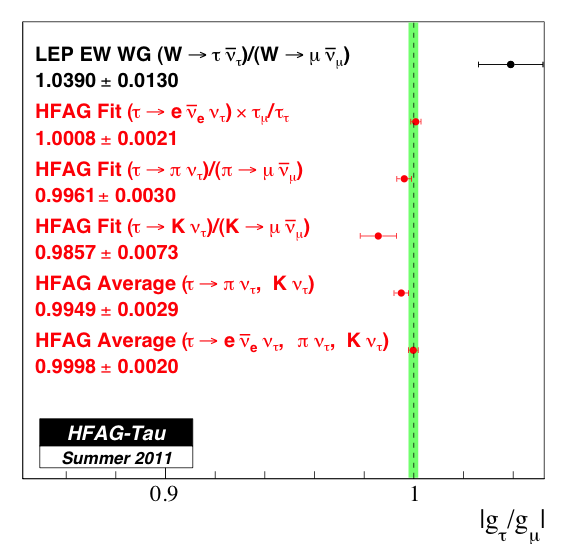 LEP EW WG (W → τ ν̅τ)/(W → μ ν̅μ)
1.0390 ± 0.0130
HFAG Fit (τ → e ν̅e ντ) × τμ/ττ
1.0008 ± 0.0021
HFAG Fit (τ → π ντ)/(π → μ ν̅μ)
0.9961 ± 0.0030
HFAG Fit (τ → K ντ)/(K → μ ν̅μ)
0.9857 ± 0.0073
HFAG Average (τ → π ντ, K ντ)
0.9949 ± 0.0029
HFAG Average (τ → e ν̅e ντ, π ντ, K ντ)
0.9998 ± 0.0020
HFAG-Tau
Summer 2011
0.9 1
|gτ/gμ|